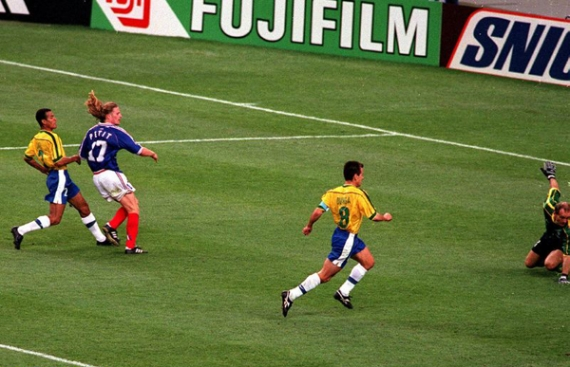 FUJIFILM
SNIC
PETIT
17
8